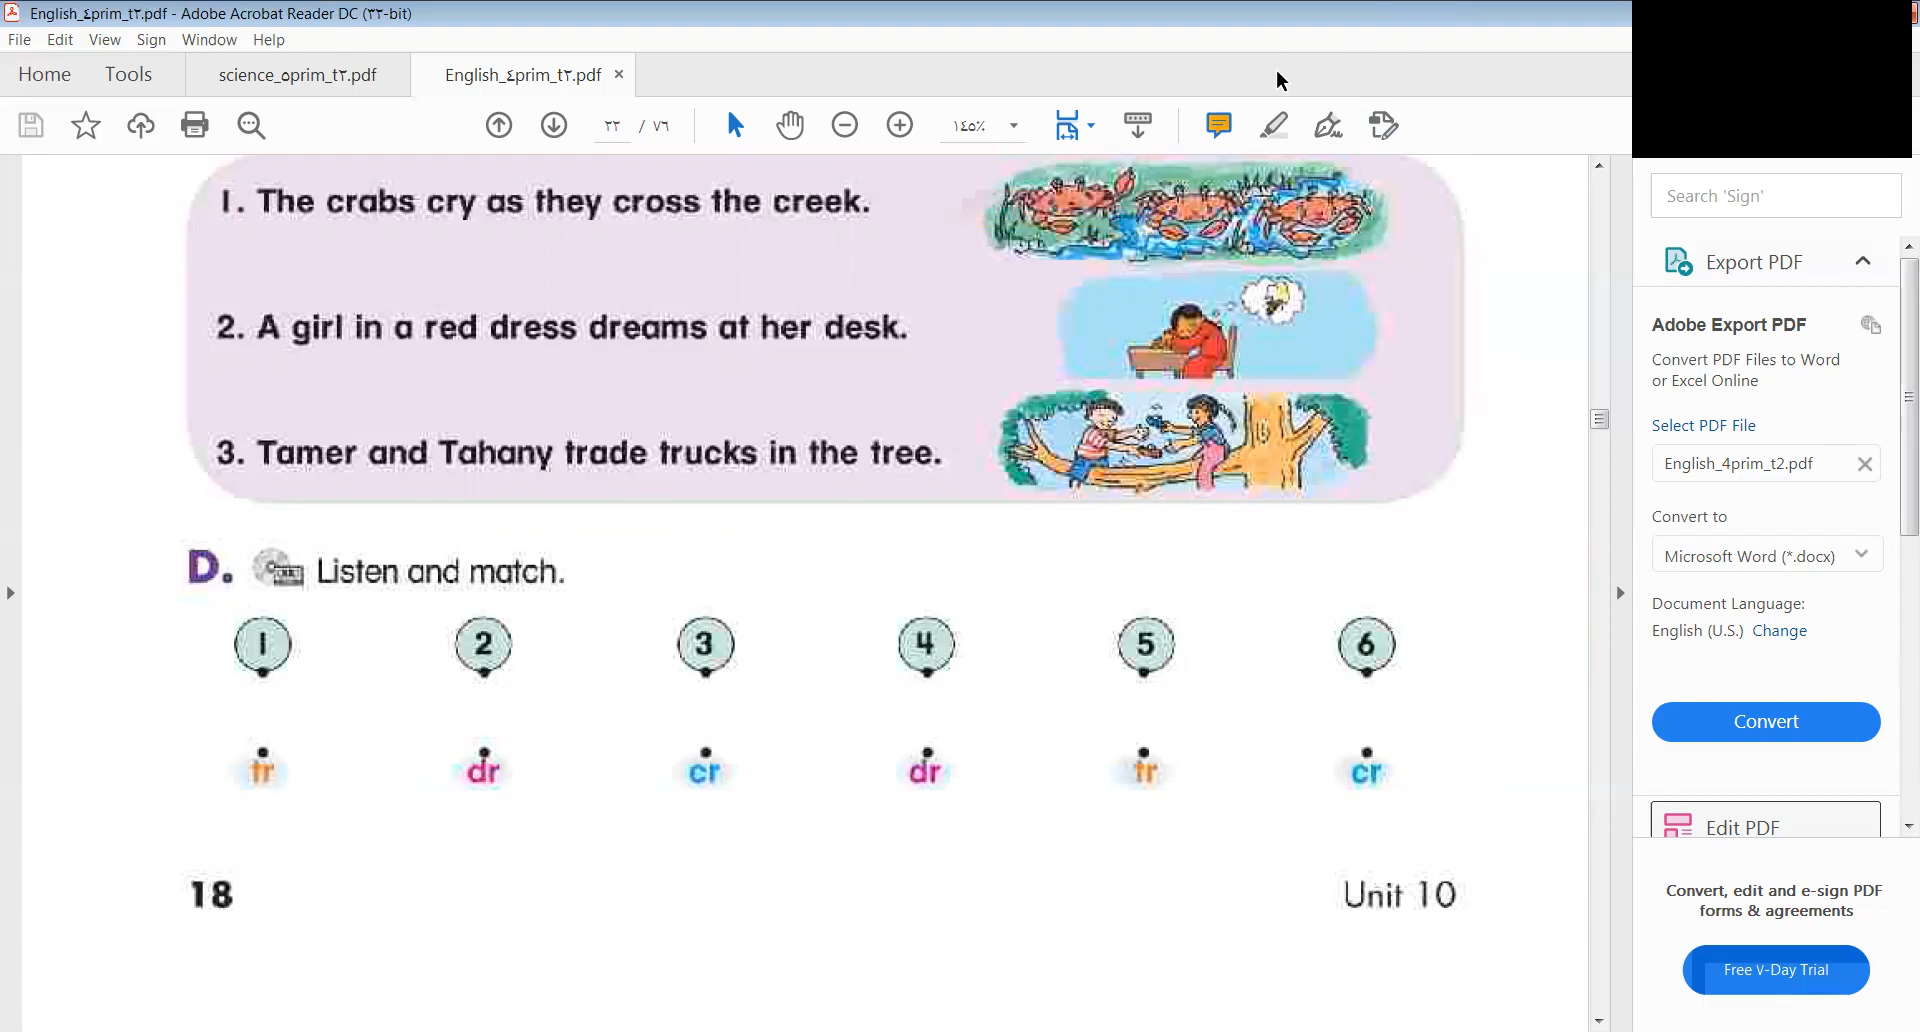 English_٤prim_t٢.pdf - Adobe Acrobat Reader DC (٣٢-bit)
File Edit View Sign Window Help
Home Tools science_٥prim_t٢.pdf English_٤prim_t٢.pdf ×
٢٢ / ٧٦ ١٤٥٪
1. The crabs cry as they cross the creek.
2. A girl in a red dress dreams at her desk.
3. Tamer and Tahany trade trucks in the tree.
D. Listen and match.
1 2 3 4 5 6
tr dr cr dr tr cr
18 Unit 10
Search 'Sign'
Export PDF
Adobe Export PDF
Convert PDF Files to Word
or Excel Online
Select PDF File
English_4prim_t2.pdf
Convert to
Microsoft Word (*.docx)
Document Language:
English (U.S.) Change
Convert
Edit PDF
Convert, edit and e-sign PDF
forms & agreements
Free ٧-Day Trial